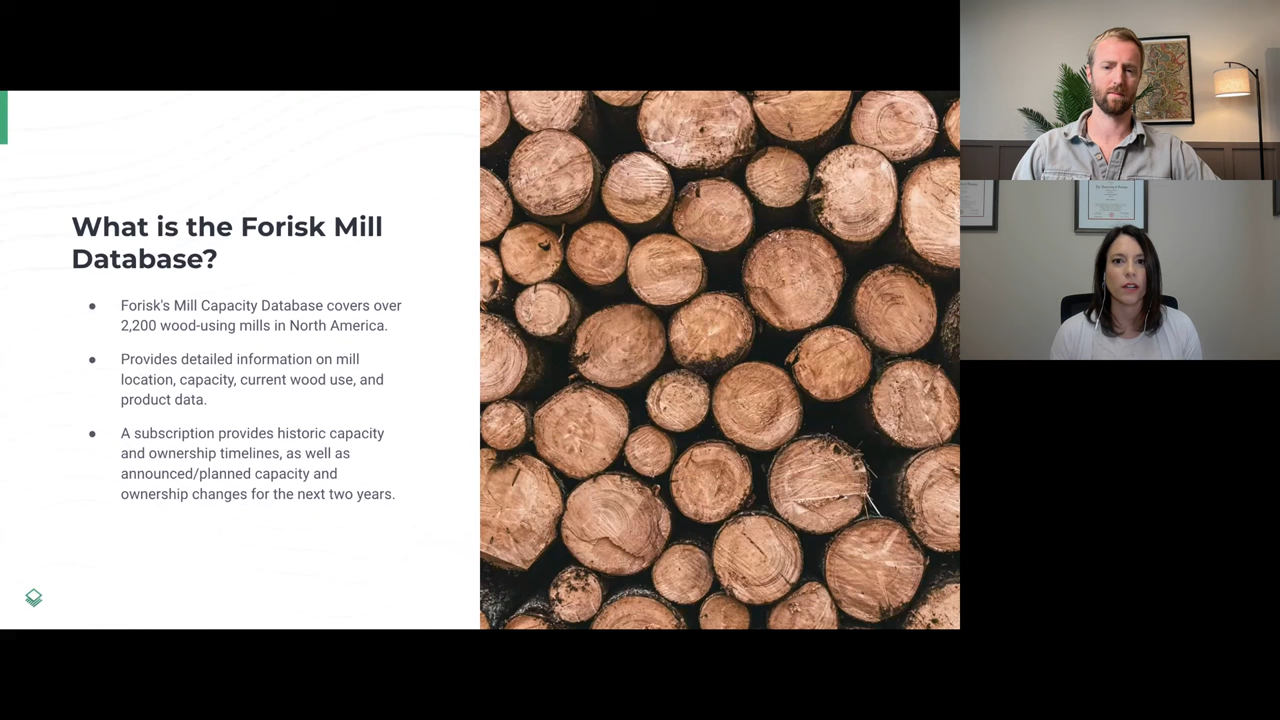 What is the Forisk Mill
Database?
● Forisk's Mill Capacity Database covers over
2,200 wood-using mills in North America.
● Provides detailed information on mill
location, capacity, current wood use, and
product data.
● A subscription provides historic capacity
and ownership timelines, as well as
announced/planned capacity and
ownership changes for the next two years.